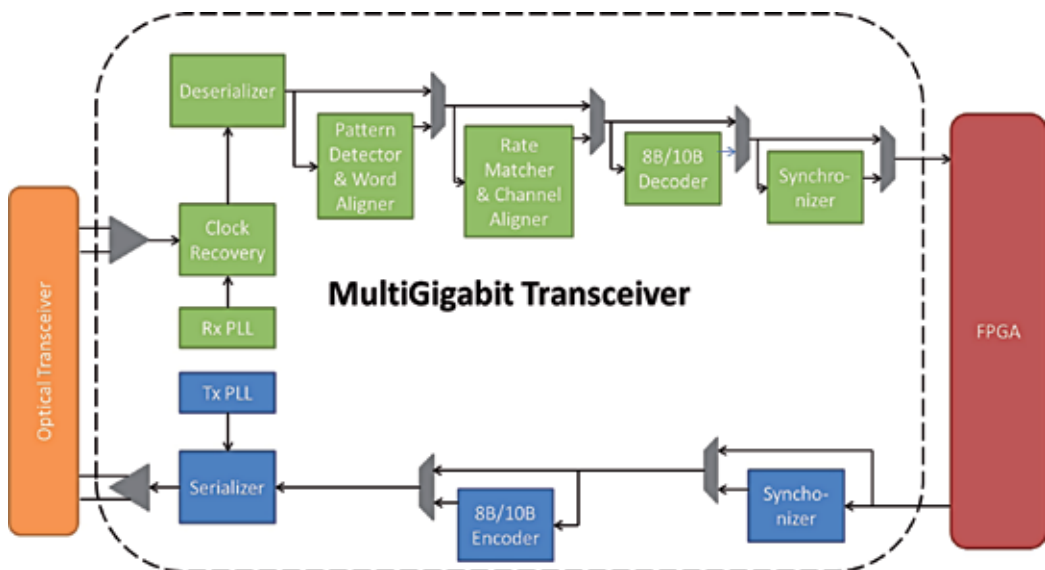 Deserializer
Pattern
Detector
& Word
Aligner
Rate
Matcher
& Channel
Aligner
8B/10B
Decoder
Synchro-
nizer
Clock
Recovery
Rx PLL
MultiGigabit Transceiver
Optical Transceiver
FPGA
Tx PLL
Serializer
8B/10B
Encoder
Syncho-
nizer